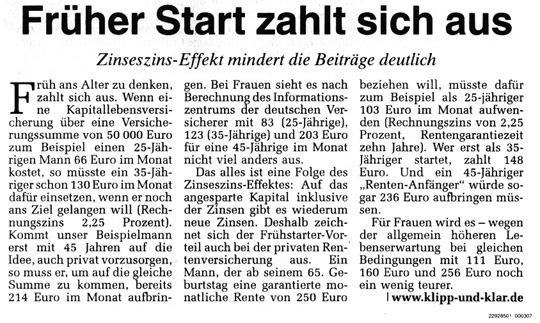 Früher Start zahlt sich aus
Zinseszins-Effekt mindert die Beiträge deutlich
Früh ans Alter zu denken,
zahlt sich aus. Wenn ei-
ne Kapitallebensversi-
cherung über eine Versiche-
rungssumme von 50 000 Euro
zum Beispiel einen 25-Jäh-
rigen Mann 66 Euro im Monat
kostet, so müsste ein 35-Jäh-
riger schon 130 Euro im Monat
dafür einsetzen, wenn er noch
ans Ziel gelangen will (Rech-
nungszins 2,25 Prozent).
Kommt unser Beispielmann
erst mit 45 Jahren auf die
Idee, auch privat vorzusorgen,
so muss er, um auf die gleiche
Summe zu kommen, bereits
214 Euro im Monat aufbrin-
gen. Bei Frauen sieht es nach
Berechnung des Informations-
zentrums der deutschen Ver-
sicherer mit 83 (25-Jährige),
123 (35-Jährige) und 203 Euro
für eine 45-Jährige im Monat
nicht viel anders aus.
Das alles ist eine Folge des
Zinseszins-Effektes: Auf das
angesparte Kapital inklusive
der Zinsen gibt es wiederum
neue Zinsen. Deshalb zeich-
net sich der Frühstarter-Vor-
teil auch bei der privaten Ren-
tenversicherung aus. Ein
Mann, der ab seinem 65. Ge-
burtstag eine garantierte mo-
natliche Rente von 250 Euro
beziehen will, müsste dafür
zum Beispiel als 25-jähriger
103 Euro im Monat aufwen-
den (Rechnungszins von 2,25
Prozent, Rentengarantiezeit
zehn Jahre). Wer erst als 35-
Jähriger startet, zahlt 148
Euro. Und ein 45-Jähriger
„Renten-Anfänger" würde so-
gar 236 Euro aufbringen müs-
sen.
Für Frauen wird es – wegen
der allgemein höheren Le-
benserwartung bei gleichen
Bedingungen mit 111 Euro,
160 Euro und 256 Euro noch
ein wenig teurer.
| www.klipp-und-klar.de
22928501_000307